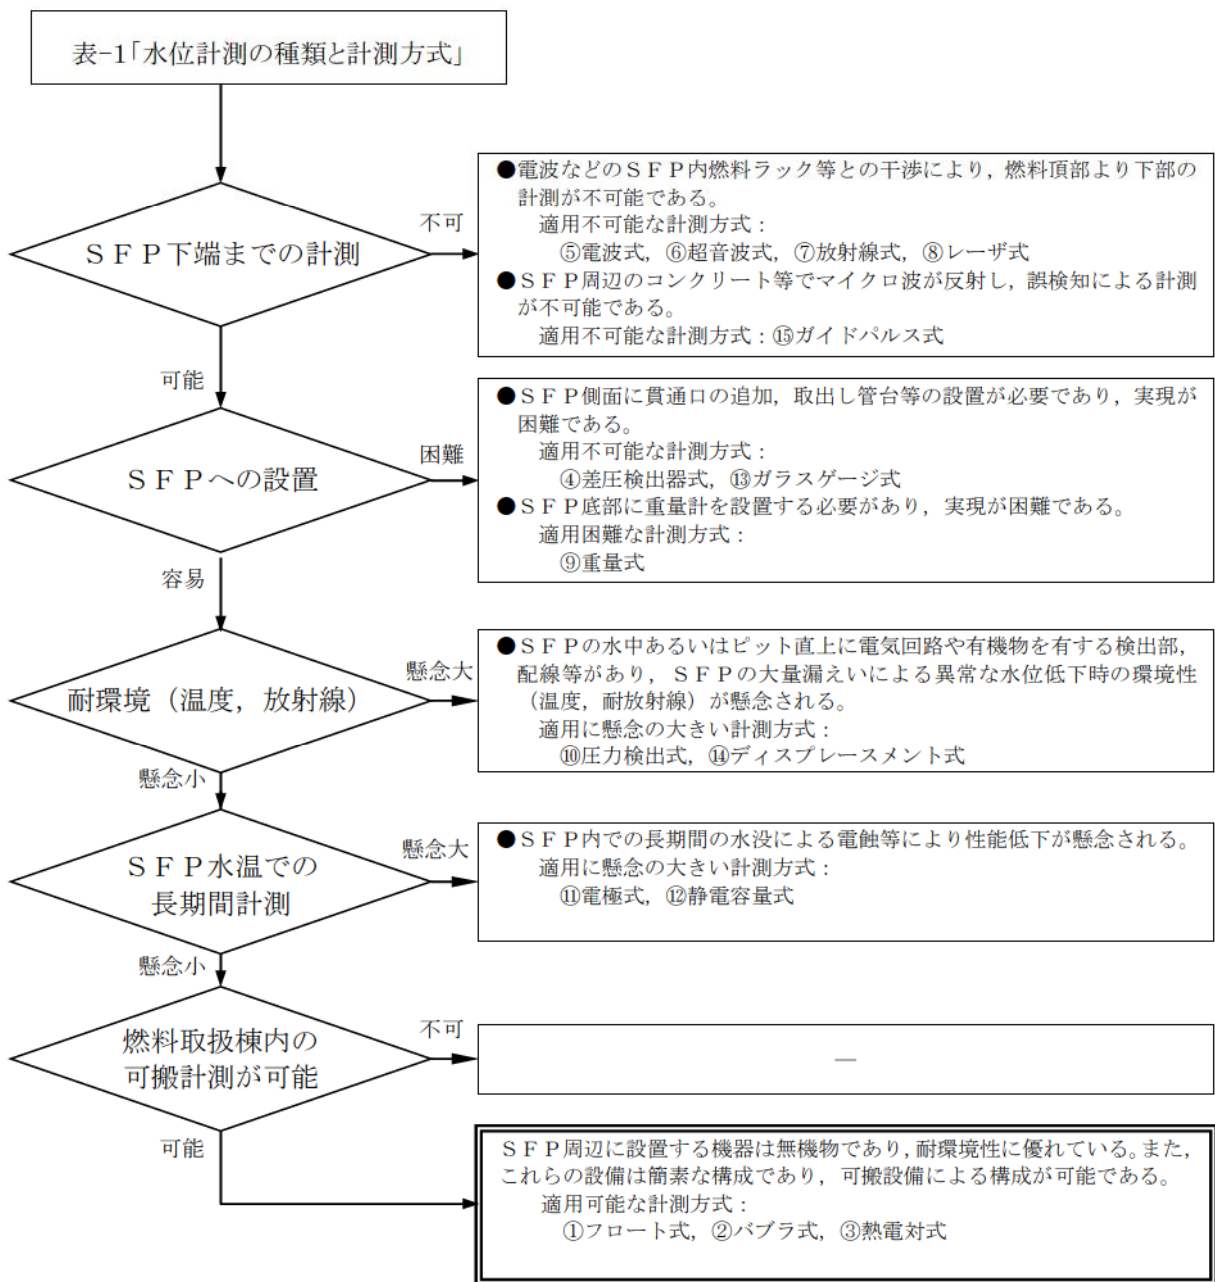 表−1「水位計測の種類と計測方式」
ＳＦＰ下端までの計測
不可
●電波などのＳＦＰ内燃料ラック等との干渉により，燃料頂部より下部の
計測が不可能である。
適用不可能な計測方式：
⑤電波式，⑥超音波式，⑦放射線式，⑧レーザ式
●ＳＦＰ周辺のコンクリート等でマイクロ波が反射し，誤検知による計測
が不可能である。
適用不可能な計測方式：⑮ガイドパルス式
可能
ＳＦＰへの設置
困難
●ＳＦＰ側面に貫通口の追加，取出し管台等の設置が必要であり，実現が
困難である。
適用不可能な計測方式：
④差圧検出器式，⑬ガラスゲージ式
●ＳＦＰ底部に重量計を設置する必要があり，実現が困難である。
適用困難な計測方式：
⑨重量式
容易
耐環境（温度，放射線）
懸念大
●ＳＦＰの水中あるいはピット直上に電気回路や有機物を有する検出部，
配線等があり，ＳＦＰの大量漏えいによる異常な水位低下時の環境性
（温度，耐放射線）が懸念される。
適用に懸念の大きい計測方式：
⑩圧力検出式，⑭ディスプレースメント式
懸念小
ＳＦＰ水温での
長期間計測
懸念大
●ＳＦＰ内での長期間の水没による電蝕等により性能低下が懸念される。
適用に懸念の大きい計測方式：
⑪電極式，⑫静電容量式
懸念小
燃料取扱棟内の
可搬計測が可能
不可
―
可能
ＳＦＰ周辺に設置する機器は無機物であり，耐環境性に優れている。また，
これらの設備は簡素な構成であり，可搬設備による構成が可能である。
適用可能な計測方式：
①フロート式，②バブラ式，③熱電対式